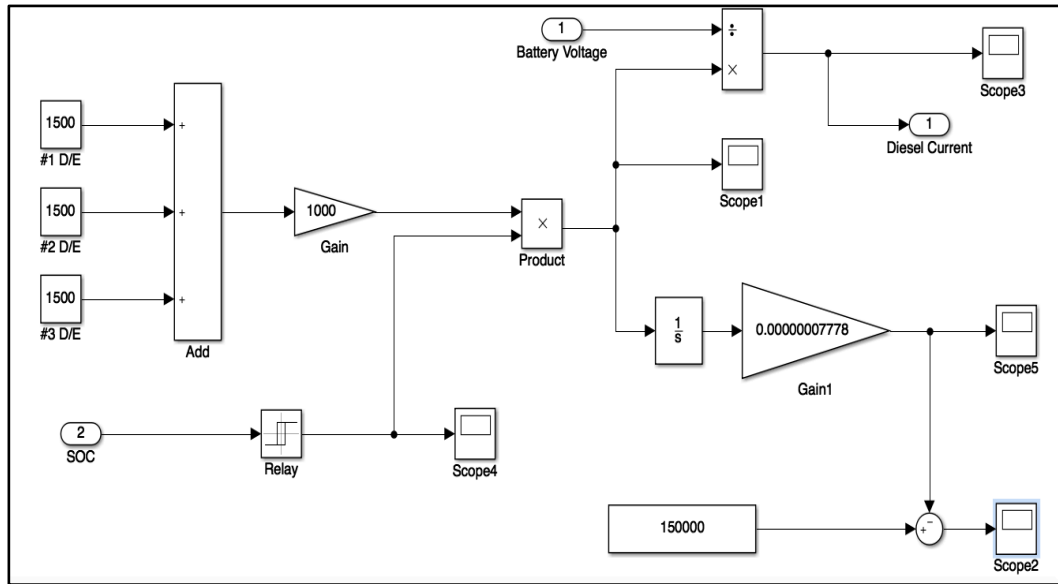 1
Battery Voltage
÷
×
Scope3
1
Diesel Current
1500
#1 D/E
+
Scope1
1500
#2 D/E
+
1000
Gain
×
Product
1500
#3 D/E
+
Add
1
s
0.00000007778
Gain1
Scope5
2
SOC
Relay
Scope4
150000
+
−
Scope2